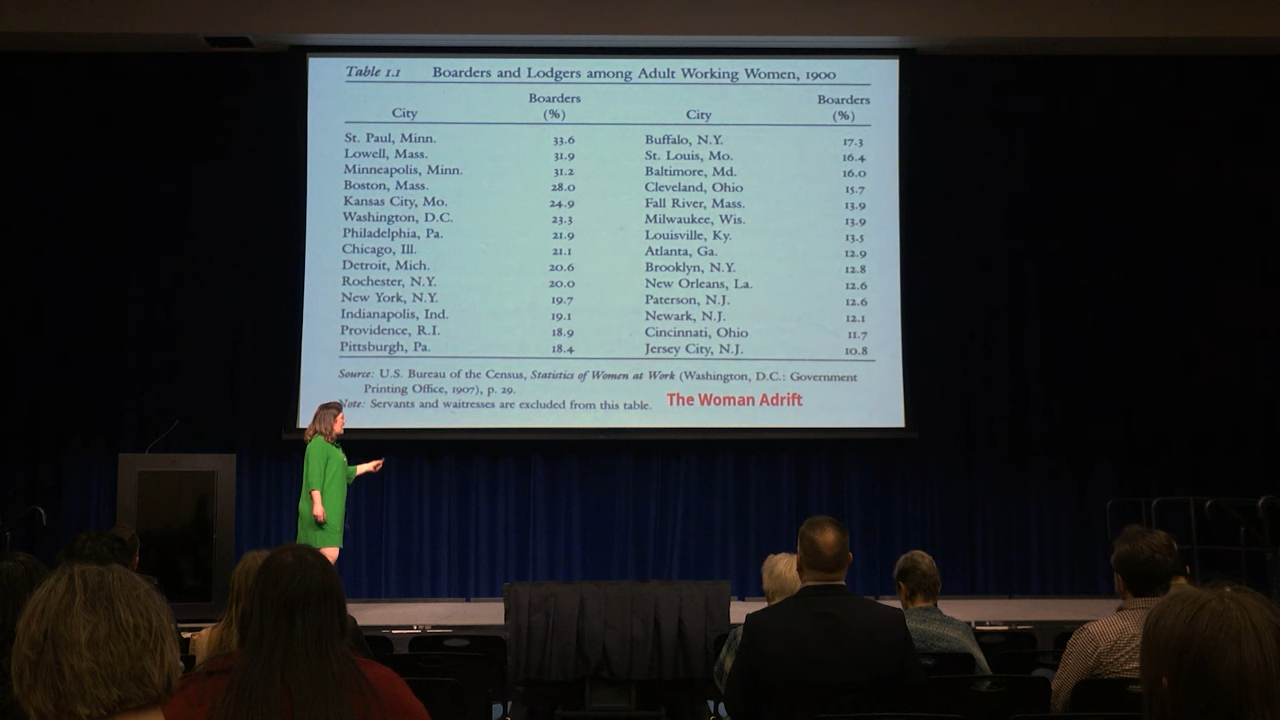 Table 1.1 Boarders and Lodgers among Adult Working Women, 1900
Boarders Boarders
City (%) City (%)
St. Paul, Minn. 33.6 Buffalo, N.Y. 17.3
Lowell, Mass. 31.9 St. Louis, Mo. 16.4
Minneapolis, Minn. 31.2 Baltimore, Md. 16.0
Boston, Mass. 28.0 Cleveland, Ohio 15.7
Kansas City, Mo. 24.9 Fall River, Mass. 13.9
Washington, D.C. 23.3 Milwaukee, Wis. 13.9
Philadelphia, Pa. 21.9 Louisville, Ky. 13.5
Chicago, Ill. 21.1 Atlanta, Ga. 12.9
Detroit, Mich. 20.6 Brooklyn, N.Y. 12.8
Rochester, N.Y. 20.0 New Orleans, La. 12.6
New York, N.Y. 19.7 Paterson, N.J. 12.6
Indianapolis, Ind. 19.1 Newark, N.J. 12.1
Providence, R.I. 18.9 Cincinnati, Ohio 11.7
Pittsburgh, Pa. 18.4 Jersey City, N.J. 10.8
Source: U.S. Bureau of the Census, Statistics of Women at Work (Washington, D.C.: Government
Printing Office, 1907), p. 29.
Note: Servants and waitresses are excluded from this table. The Woman Adrift